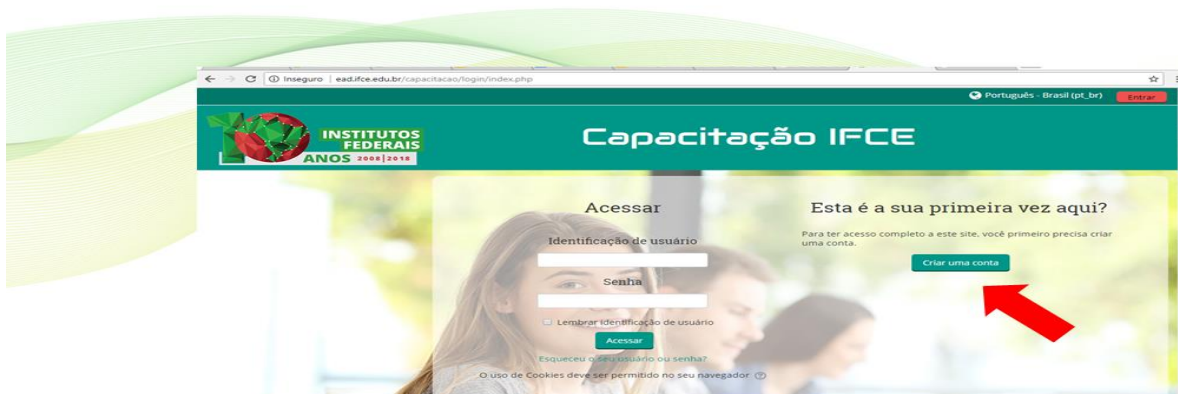 Inseguro | ead.ifce.edu.br/capacitacao/login/index.php
Português - Brasil (pt_br) Entrar
10 INSTITUTOS
FEDERAIS
ANOS 2008|2018
Capacitação IFCE
Acessar
Identificação de usuário
Senha
Lembrar identificação de usuário
Acessar
Esqueceu o seu usuário ou senha?
O uso de Cookies deve ser permitido no seu navegador
Esta é a sua primeira vez aqui?
Para ter acesso completo a este site, você primeiro precisa criar
uma conta.
Criar uma conta